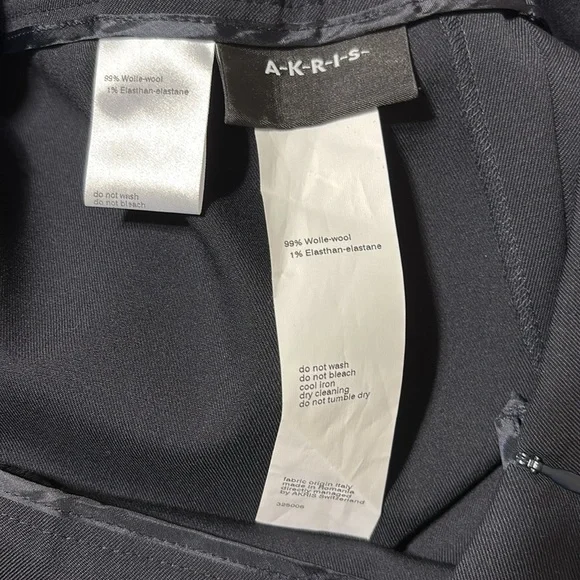 99% Wolle-wool
1% Elasthan-elastane
do not wash
do not bleach
A-K-R-I-S-
99% Wolle-wool
1% Elasthan-elastane
do not wash
do not bleach
cool iron
dry cleaning
do not tumble dry
fabric origin Italy
made in Romania
directly managed
by AKRIS Switzerland